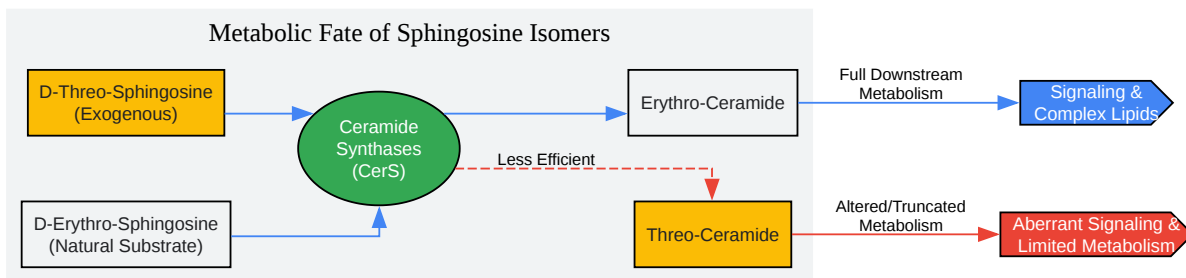 Metabolic Fate of Sphingosine Isomers
D-Threo-Sphingosine
(Exogenous)
D-Erythro-Sphingosine
(Natural Substrate)
Ceramide
Synthases
(CerS)
Less Efficient
Erythro-Ceramide
Threo-Ceramide
Full Downstream
Metabolism
Altered/Truncated
Metabolism
Signaling &
Complex Lipids
Aberrant Signaling &
Limited Metabolism